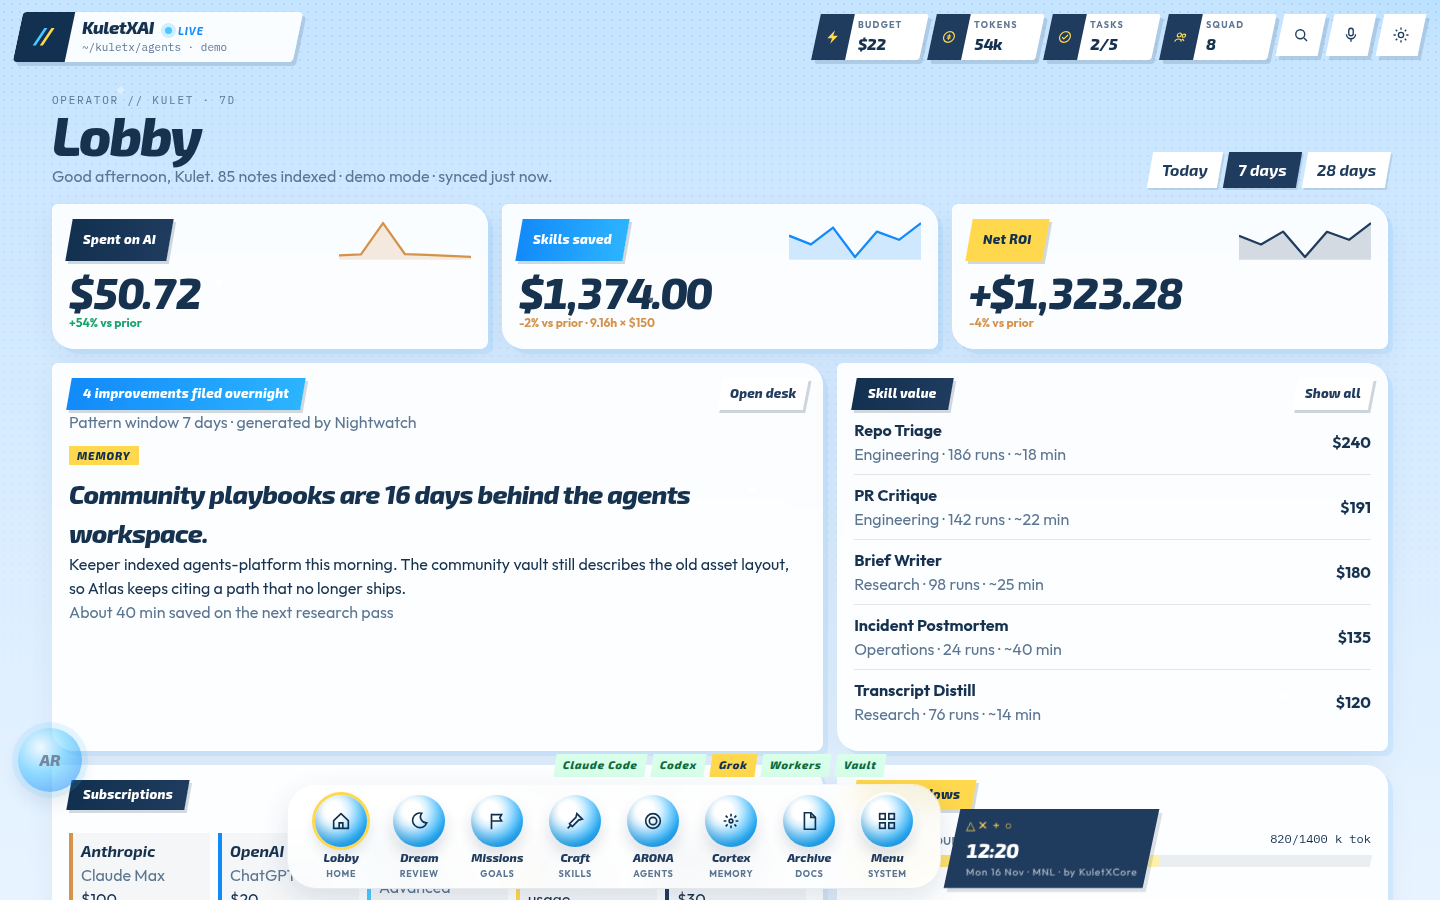 KuletXAI LIVE
~/kuletx/agents · demo
BUDGET
$22
TOKENS
54k
TASKS
2/5
SQUAD
8
OPERATOR // KULET · 7D
Lobby
Good afternoon, Kulet. 85 notes indexed · demo mode · synced just now.
Today
7 days
28 days
Spent on AI
$50.72
+54% vs prior
Skills saved
$1,374.00
-2% vs prior · 9.16h × $150
Net ROI
+$1,323.28
-4% vs prior
4 improvements filed overnight
Open desk
Pattern window 7 days · generated by Nightwatch
MEMORY
Community playbooks are 16 days behind the agents
workspace.
Keeper indexed agents-platform this morning. The community vault still describes the old asset layout,
so Atlas keeps citing a path that no longer ships.
About 40 min saved on the next research pass
Skill value
Show all
Repo Triage
Engineering · 186 runs · ~18 min
$240
PR Critique
Engineering · 142 runs · ~22 min
$191
Brief Writer
Research · 98 runs · ~25 min
$180
Incident Postmortem
Operations · 24 runs · ~40 min
$135
Transcript Distill
Research · 76 runs · ~14 min
$120
AR
Claude Code
Codex
Grok
Workers
Vault
Subscriptions
Anthropic
Claude Max
$100
OpenAI
$20
Advanced
usage
$30
820/1400 k tok
Lobby
HOME
Dream
REVIEW
Missions
GOALS
Craft
SKILLS
ARONA
AGENTS
Cortex
MEMORY
Archive
DOCS
Menu
SYSTEM
12:20
Mon 16 Nov · MNL · by KuletXCore